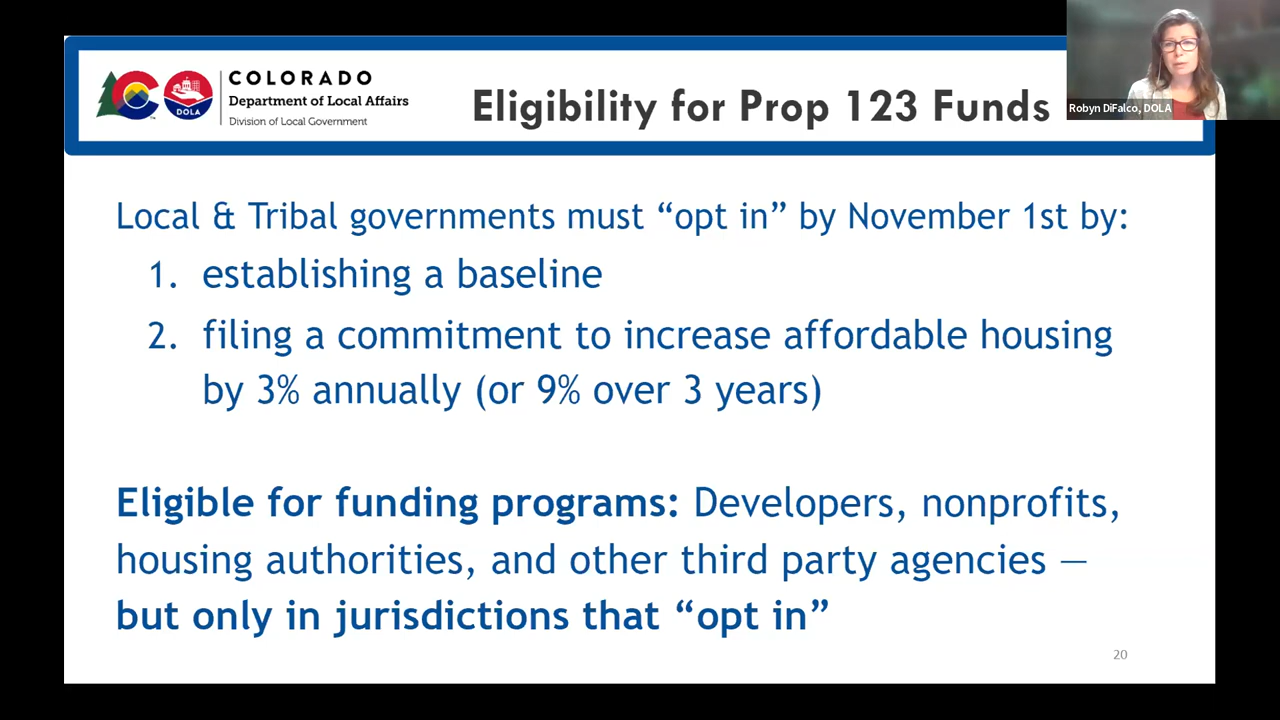 COLORADO
Department of Local Affairs
Division of Local Government
CO
TM
DOLA
Eligibility for Prop 123 Funds
Robyn DiFalco, DOLA
Local & Tribal governments must “opt in” by November 1st by:
1. establishing a baseline
2. filing a commitment to increase affordable housing
by 3% annually (or 9% over 3 years)
Eligible for funding programs: Developers, nonprofits,
housing authorities, and other third party agencies —
but only in jurisdictions that “opt in”
20